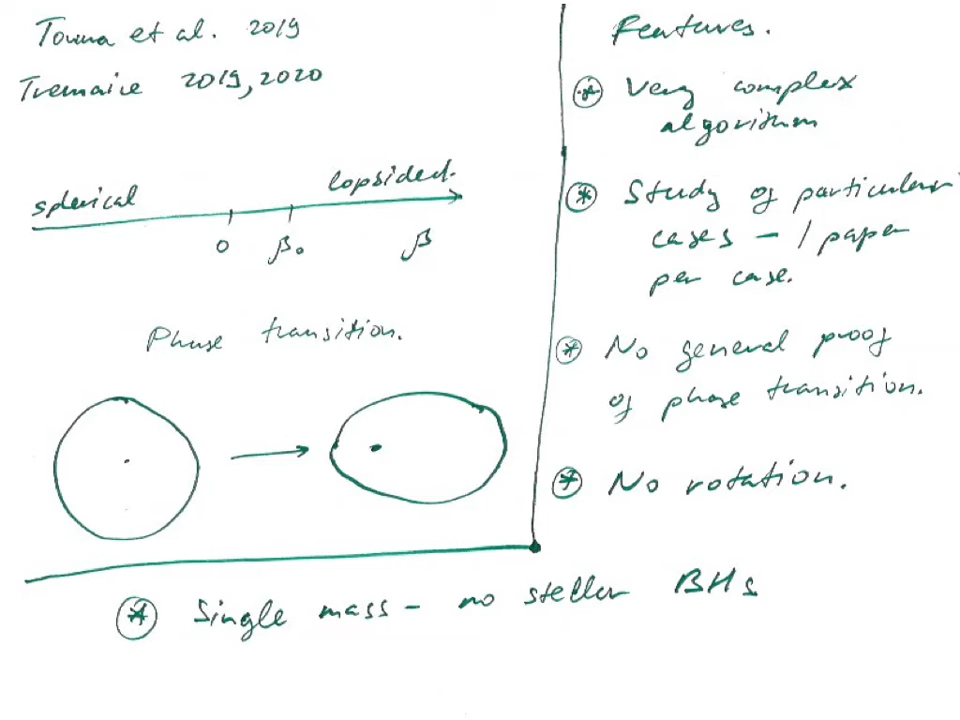 Touma et al. 2019
Tremaine 2019, 2020
spherical
lopsided.
0
β₀
β
Phase transition.
Features.
* Very complex
algorithm
* Study of particular
cases - 1 paper
per case.
* No general proof
of phase transition.
* No rotation.
* Single mass - no stellar BHs